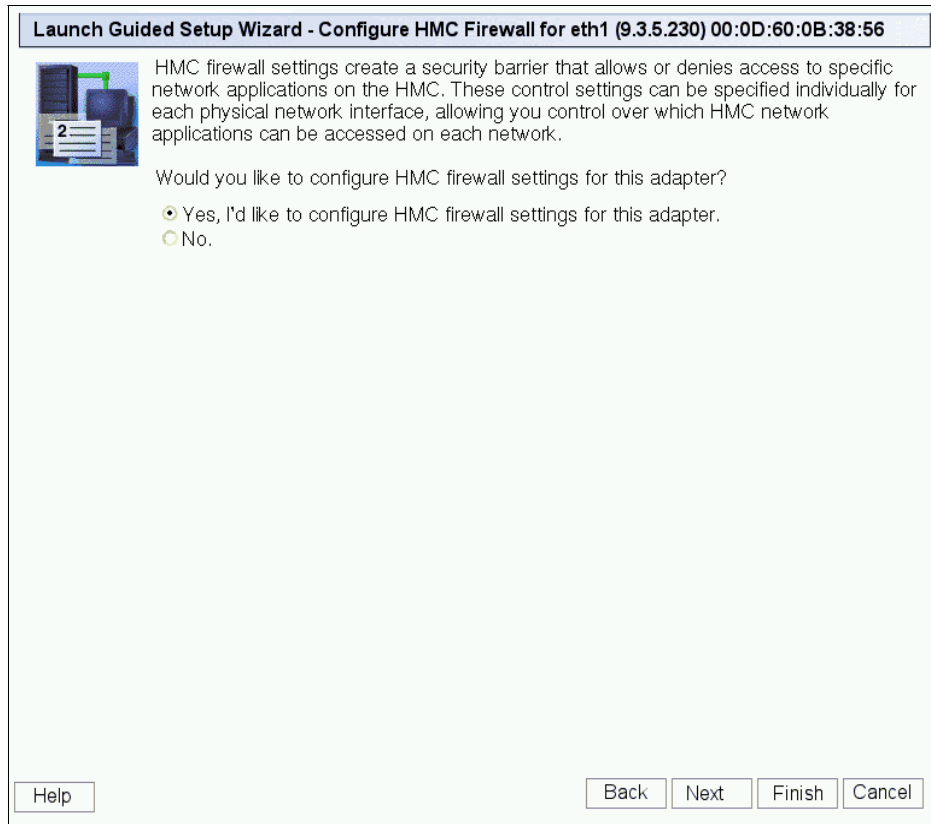 Launch Guided Setup Wizard - Configure HMC Firewall for eth1 (9.3.5.230) 00:0D:60:0B:38:56
HMC firewall settings create a security barrier that allows or denies access to specific
network applications on the HMC. These control settings can be specified individually for
each physical network interface, allowing you control over which HMC network
applications can be accessed on each network.
2
Would you like to configure HMC firewall settings for this adapter?
Yes, I'd like to configure HMC firewall settings for this adapter.
No.
Help
Back
Next
Finish
Cancel